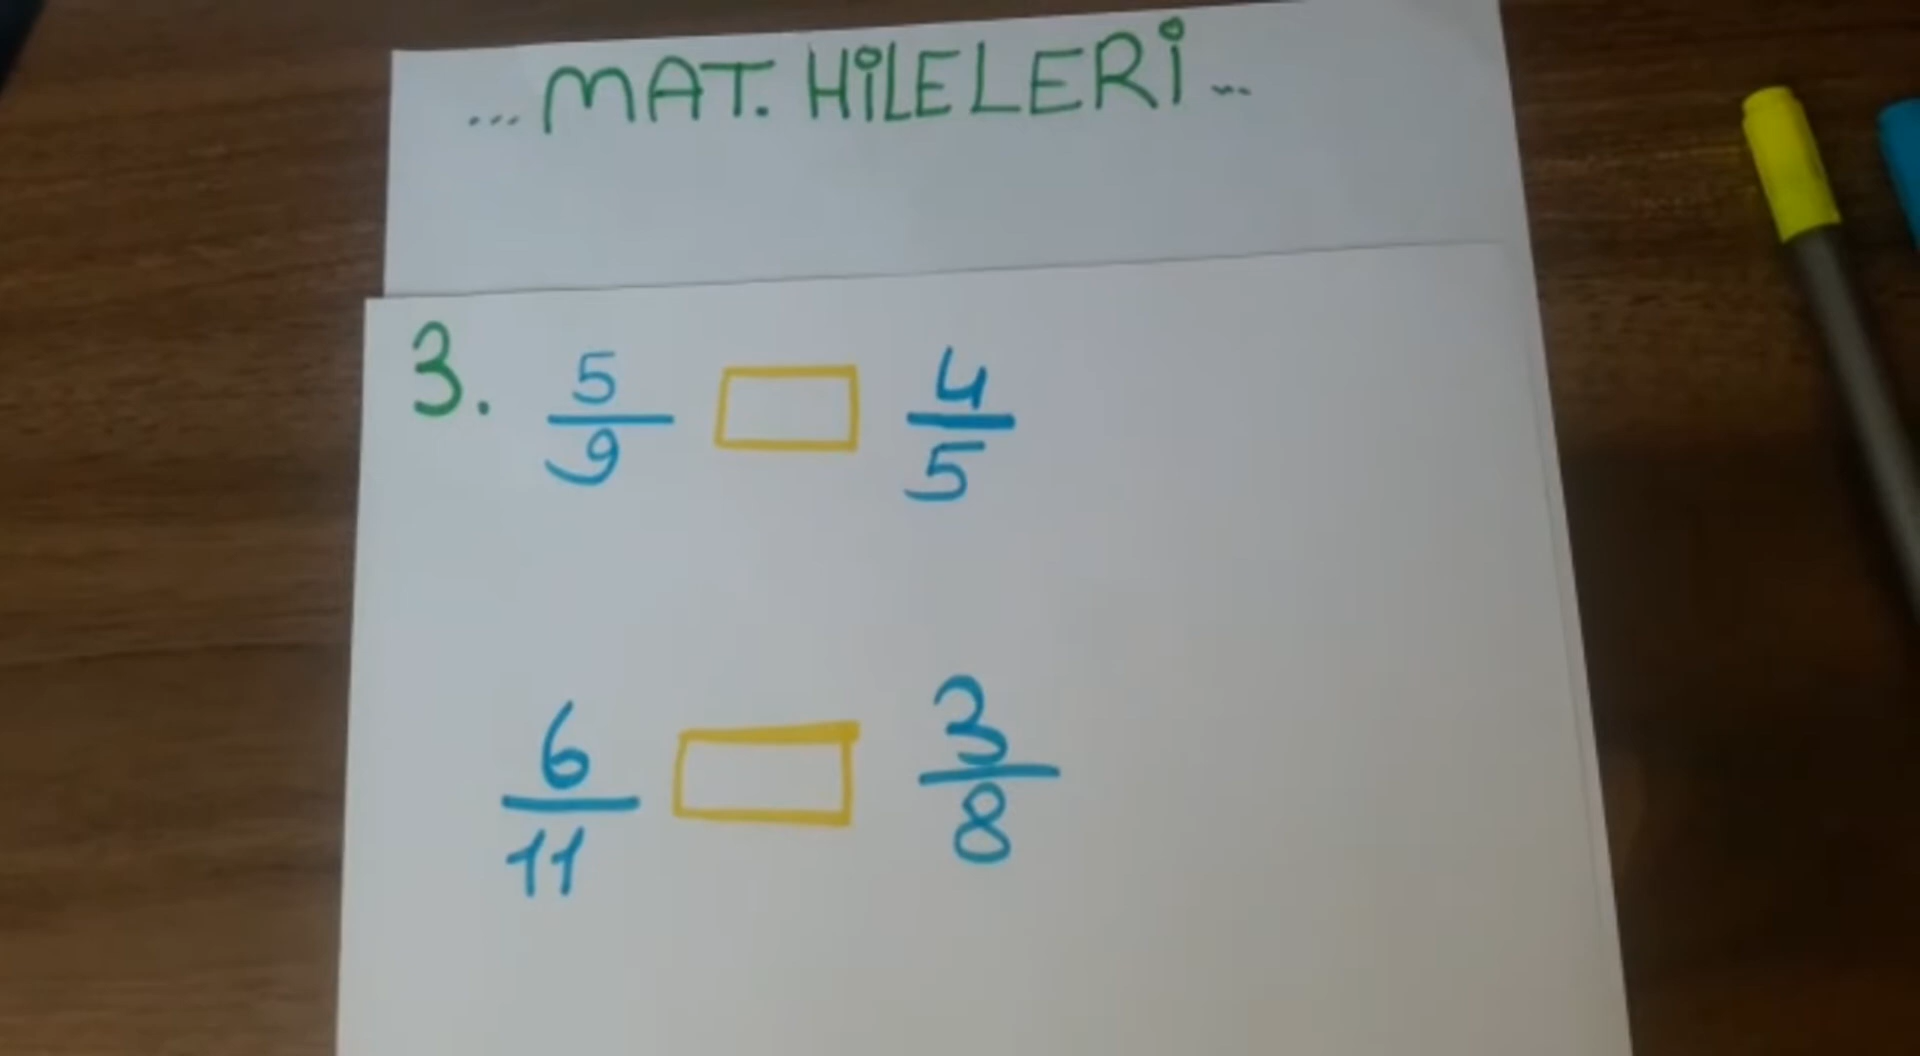 ... MAT. HİLELERİ ...
3. 5/9 □ 4/5
6/11 □ 3/8